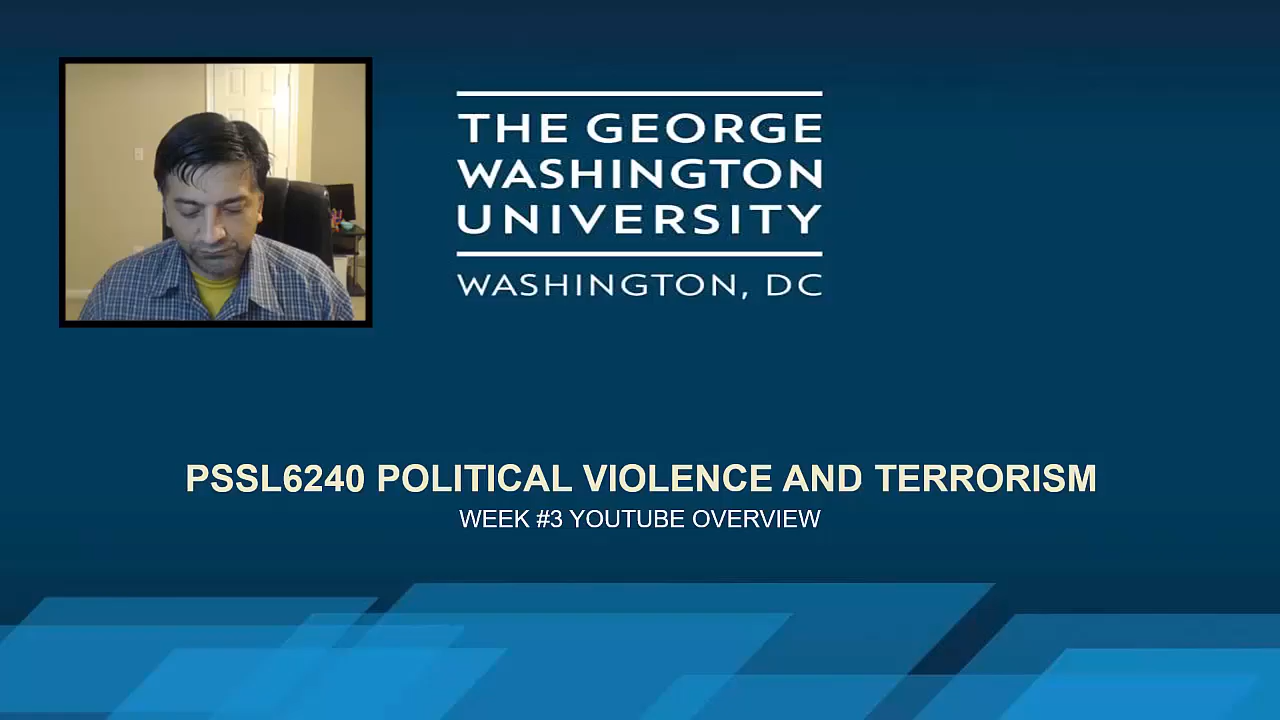 THE GEORGE
WASHINGTON
UNIVERSITY
WASHINGTON, DC
PSSL6240 POLITICAL VIOLENCE AND TERRORISM
WEEK #3 YOUTUBE OVERVIEW